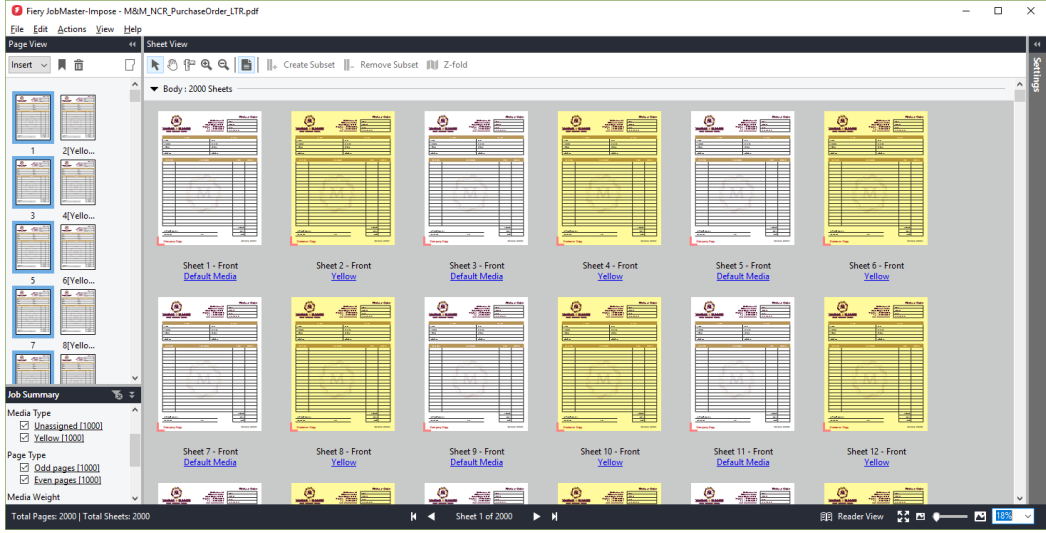 Fiery JobMaster-Impose - M&M_NCR_PurchaseOrder_LTR.pdf
File Edit Actions View Help
Page View
Sheet View
Settings
Insert
Create Subset Remove Subset Z-fold
Body : 2000 Sheets
1 2[Yello...
3 4[Yello...
5 6[Yello...
7 8[Yello...
Sheet 1 - Front Sheet 2 - Front Sheet 3 - Front Sheet 4 - Front Sheet 5 - Front Sheet 6 - Front
Default Media Yellow Default Media Yellow Default Media Yellow
Sheet 7 - Front Sheet 8 - Front Sheet 9 - Front Sheet 10 - Front Sheet 11 - Front Sheet 12 - Front
Default Media Yellow Default Media Yellow Default Media Yellow
Job Summary
Media Type
Unassigned [1000]
Yellow [1000]
Page Type
Odd pages [1000]
Even pages [1000]
Media Weight
Total Pages: 2000 | Total Sheets: 2000
Sheet 1 of 2000
Reader View
18%